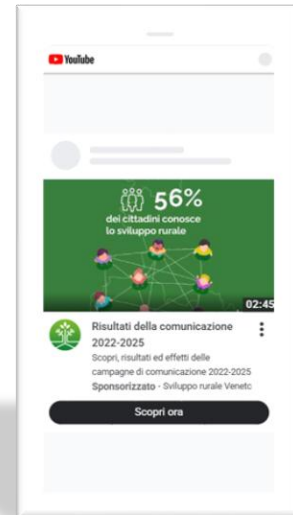 YouTube
56%
dei cittadini conosce
lo sviluppo rurale
02:45
Risultati della comunicazione
2022-2025
Scopri, risultati ed effetti delle
campagne di comunicazione 2022-2025
Sponsorizzato - Sviluppo rurale Venetc
Scopri ora